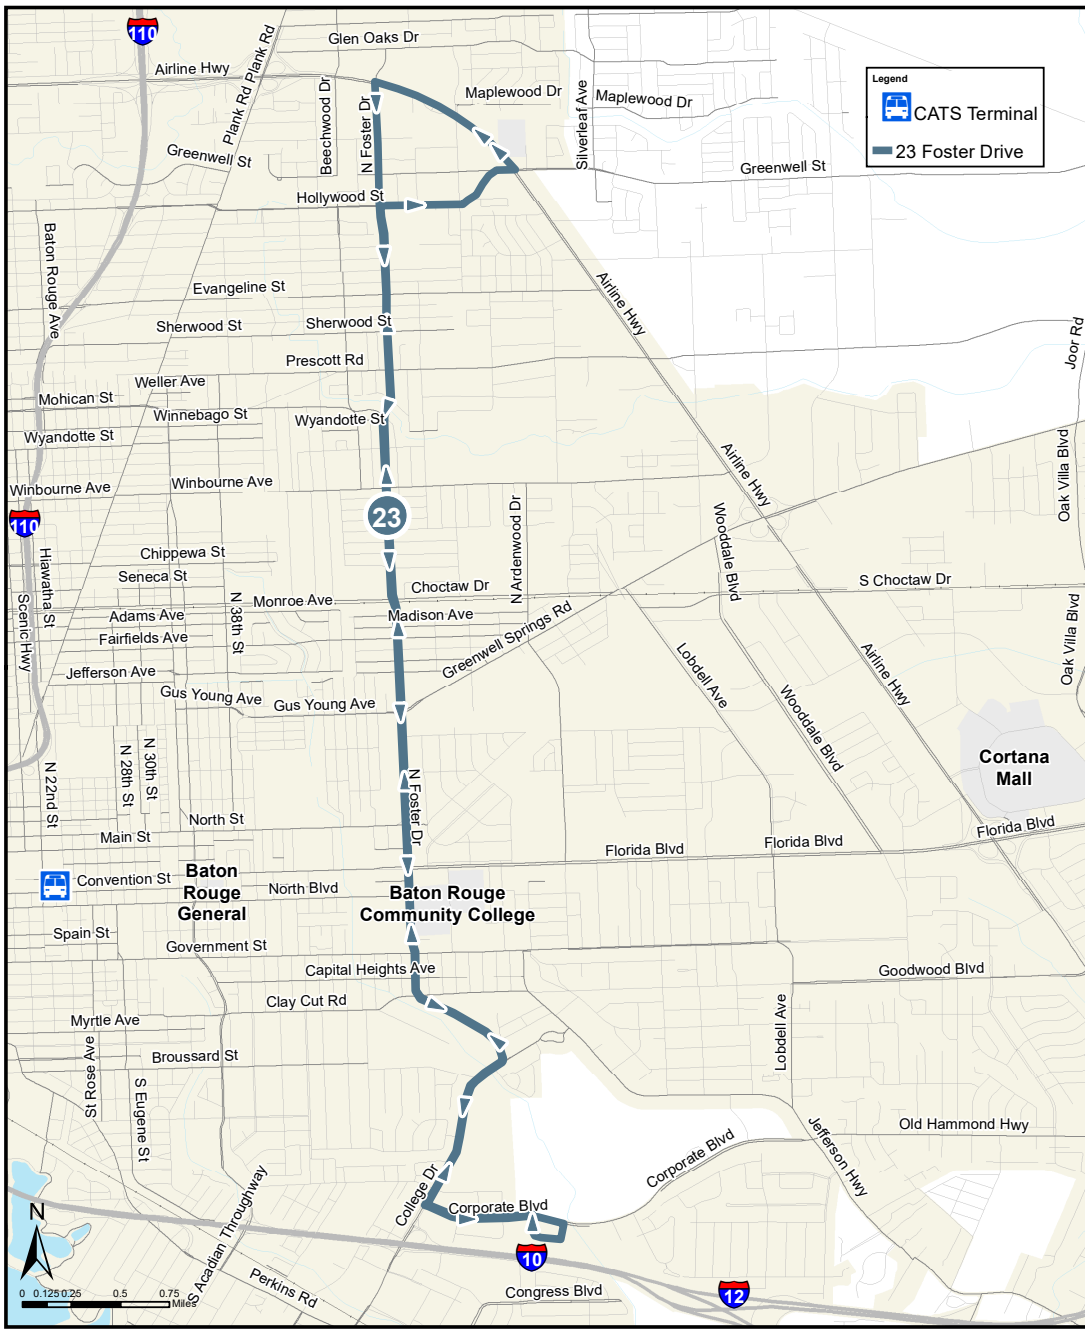 110
Glen Oaks Dr
Airline Hwy
Plank Rd
Plank Rd
Beechwood Dr
N Foster Dr
Maplewood Dr
Silverleaf Ave
Maplewood Dr
Legend
CATS Terminal
23 Foster Drive
Greenwell St
Greenwell St
Hollywood St
Baton Rouge Ave
Evangeline St
Airline Hwy
Sherwood St
Sherwood St
Joor Rd
Prescott Rd
Weller Ave
Mohican St
Winnebago St
Wyandotte St
Wyandotte St
Airline Hwy
Oak Villa Blvd
Winbourne Ave
Winbourne Ave
110
23
N Ardenwood Dr
Wooddale Blvd
Hiawatha St
Chippewa St
Seneca St
Choctaw Dr
S Choctaw Dr
Scenic Hwy
N 38th St
Monroe Ave
Adams Ave
Madison Ave
Fairfields Ave
Greenwell Springs Rd
Oak Villa Blvd
Jefferson Ave
Lobdell Ave
Airline Hwy
Gus Young Ave
Gus Young Ave
Wooddale Blvd
N 22nd St
N 28th St
N 30th St
N Foster Dr
Cortana
Mall
North St
Main St
Florida Blvd
Florida Blvd
Florida Blvd
Convention St
Baton
Rouge
General
North Blvd
Baton Rouge
Community College
Spain St
Government St
Capital Heights Ave
Goodwood Blvd
Clay Cut Rd
Myrtle Ave
Lobdell Ave
Broussard St
St Rose Ave
S Eugene St
Old Hammond Hwy
Jefferson Hwy
Corporate Blvd
College Dr
Corporate Blvd
S Acadian Throughway
N
10
Perkins Rd
Congress Blvd
12
0 0.125 0.25 0.5 0.75
Miles